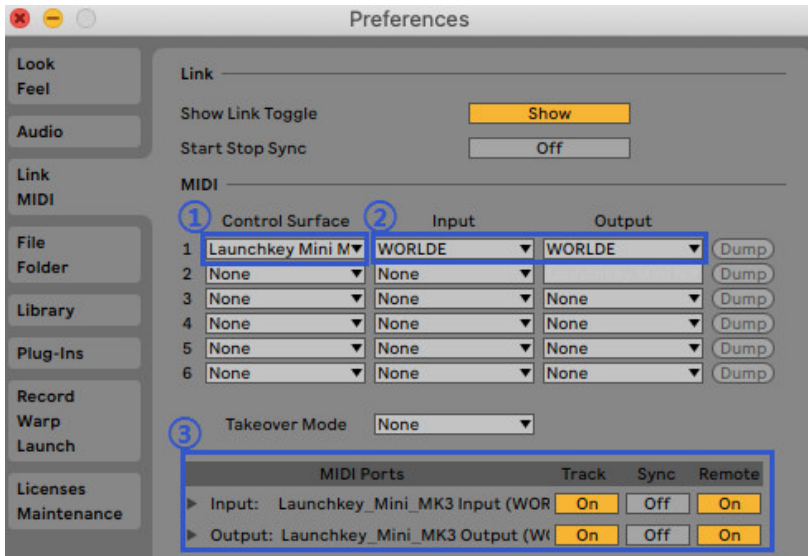 Preferences
Look
Feel
Audio
Link
MIDI
File
Folder
Library
Plug-Ins
Record
Warp
Launch
Licenses
Maintenance
Link
Show Link Toggle Show
Start Stop Sync Off
MIDI
① Control Surface ② Input Output
1 Launchkey Mini M WORLDE WORLDE Dump
2 None None Dump
3 None None None Dump
4 None None None Dump
5 None None None Dump
6 None None None Dump
③ Takeover Mode None
MIDI Ports Track Sync Remote
Input: Launchkey_Mini_MK3 Input (WOR On Off On
Output: Launchkey_Mini_MK3 Output (W On Off On